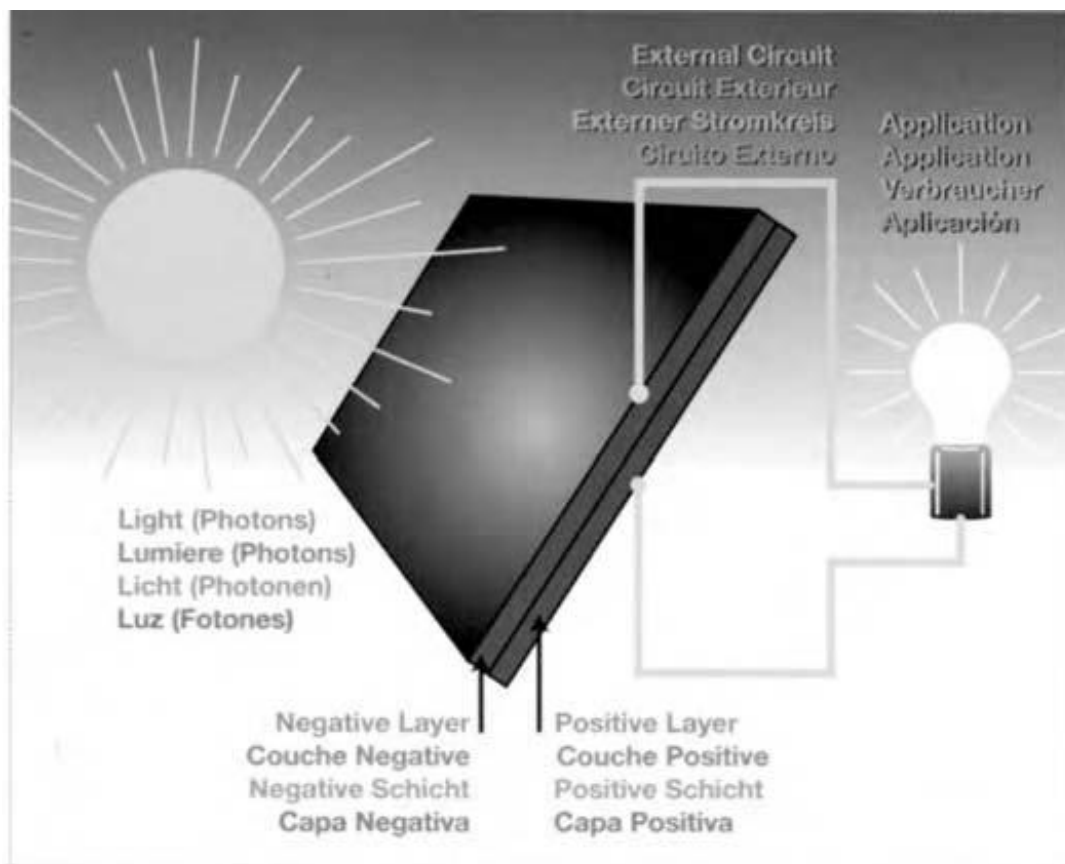 External Circuit
Circuit Exterieur
Externer Stromkreis
Ciruito Externo
Application
Application
Verbraucher
Aplicación
Light (Photons)
Lumiere (Photons)
Licht (Photonen)
Luz (Fotones)
Negative Layer
Couche Negative
Negative Schicht
Capa Negativa
Positive Layer
Couche Positive
Positive Schicht
Capa Positiva